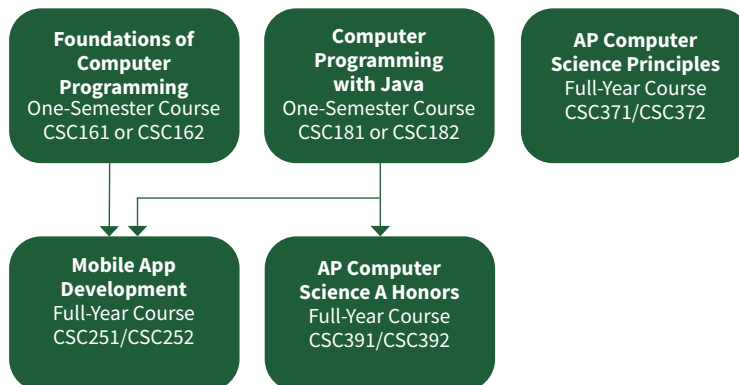 Foundations of
Computer
Programming
One-Semester Course
CSC161 or CSC162
Computer
Programming
with Java
One-Semester Course
CSC181 or CSC182
AP Computer
Science Principles
Full-Year Course
CSC371/CSC372
Mobile App
Development
Full-Year Course
CSC251/CSC252
AP Computer
Science A Honors
Full-Year Course
CSC391/CSC392